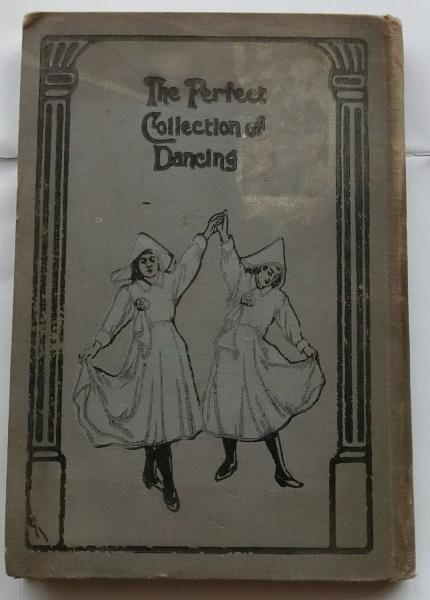 The Perfect
Collection of
Dancing